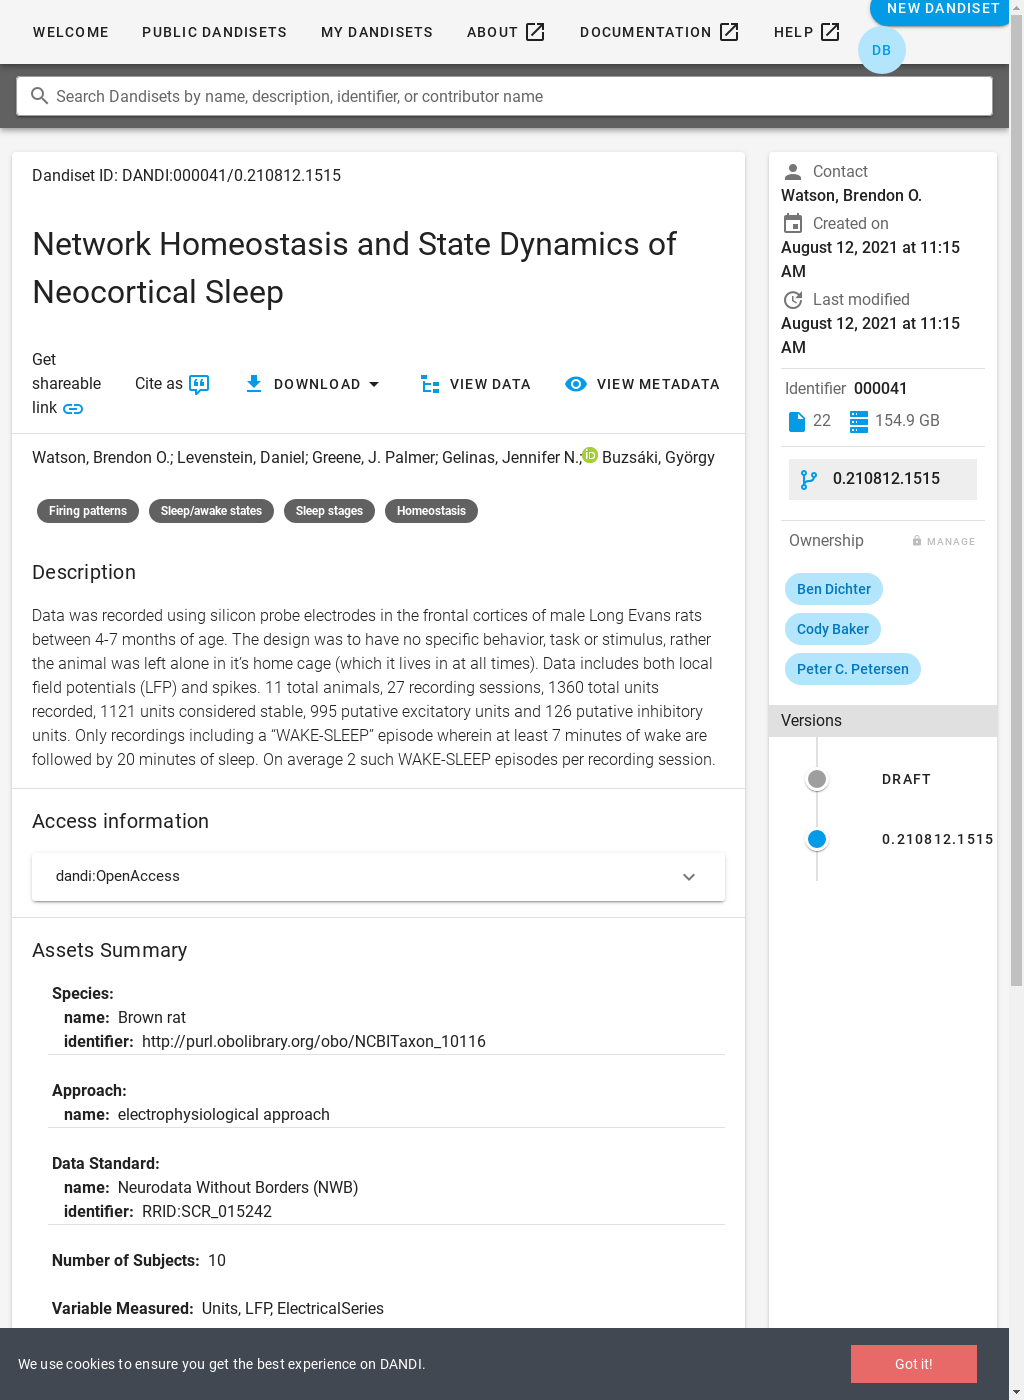 WELCOME
PUBLIC DANDISETS
MY DANDISETS
ABOUT
DOCUMENTATION
HELP
NEW DANDISET
DB
Search Dandisets by name, description, identifier, or contributor name
Dandiset ID: DANDI:000041/0.210812.1515
Network Homeostasis and State Dynamics of
Neocortical Sleep
Get
shareable
link
Cite as
DOWNLOAD
VIEW DATA
VIEW METADATA
Watson, Brendon O.; Levenstein, Daniel; Greene, J. Palmer; Gelinas, Jennifer N.; iD Buzsáki, György
Firing patterns
Sleep/awake states
Sleep stages
Homeostasis
Description
Data was recorded using silicon probe electrodes in the frontal cortices of male Long Evans rats
between 4-7 months of age. The design was to have no specific behavior, task or stimulus, rather
the animal was left alone in it’s home cage (which it lives in at all times). Data includes both local
field potentials (LFP) and spikes. 11 total animals, 27 recording sessions, 1360 total units
recorded, 1121 units considered stable, 995 putative excitatory units and 126 putative inhibitory
units. Only recordings including a “WAKE-SLEEP” episode wherein at least 7 minutes of wake are
followed by 20 minutes of sleep. On average 2 such WAKE-SLEEP episodes per recording session.
Access information
dandi:OpenAccess
Assets Summary
Species:
name: Brown rat
identifier: http://purl.obolibrary.org/obo/NCBITaxon_10116
Approach:
name: electrophysiological approach
Data Standard:
name: Neurodata Without Borders (NWB)
identifier: RRID:SCR_015242
Number of Subjects: 10
Variable Measured: Units, LFP, ElectricalSeries
Contact
Watson, Brendon O.
Created on
August 12, 2021 at 11:15
AM
Last modified
August 12, 2021 at 11:15
AM
Identifier 000041
22
154.9 GB
0.210812.1515
Ownership
MANAGE
Ben Dichter
Cody Baker
Peter C. Petersen
Versions
DRAFT
0.210812.1515
We use cookies to ensure you get the best experience on DANDI.
Got it!